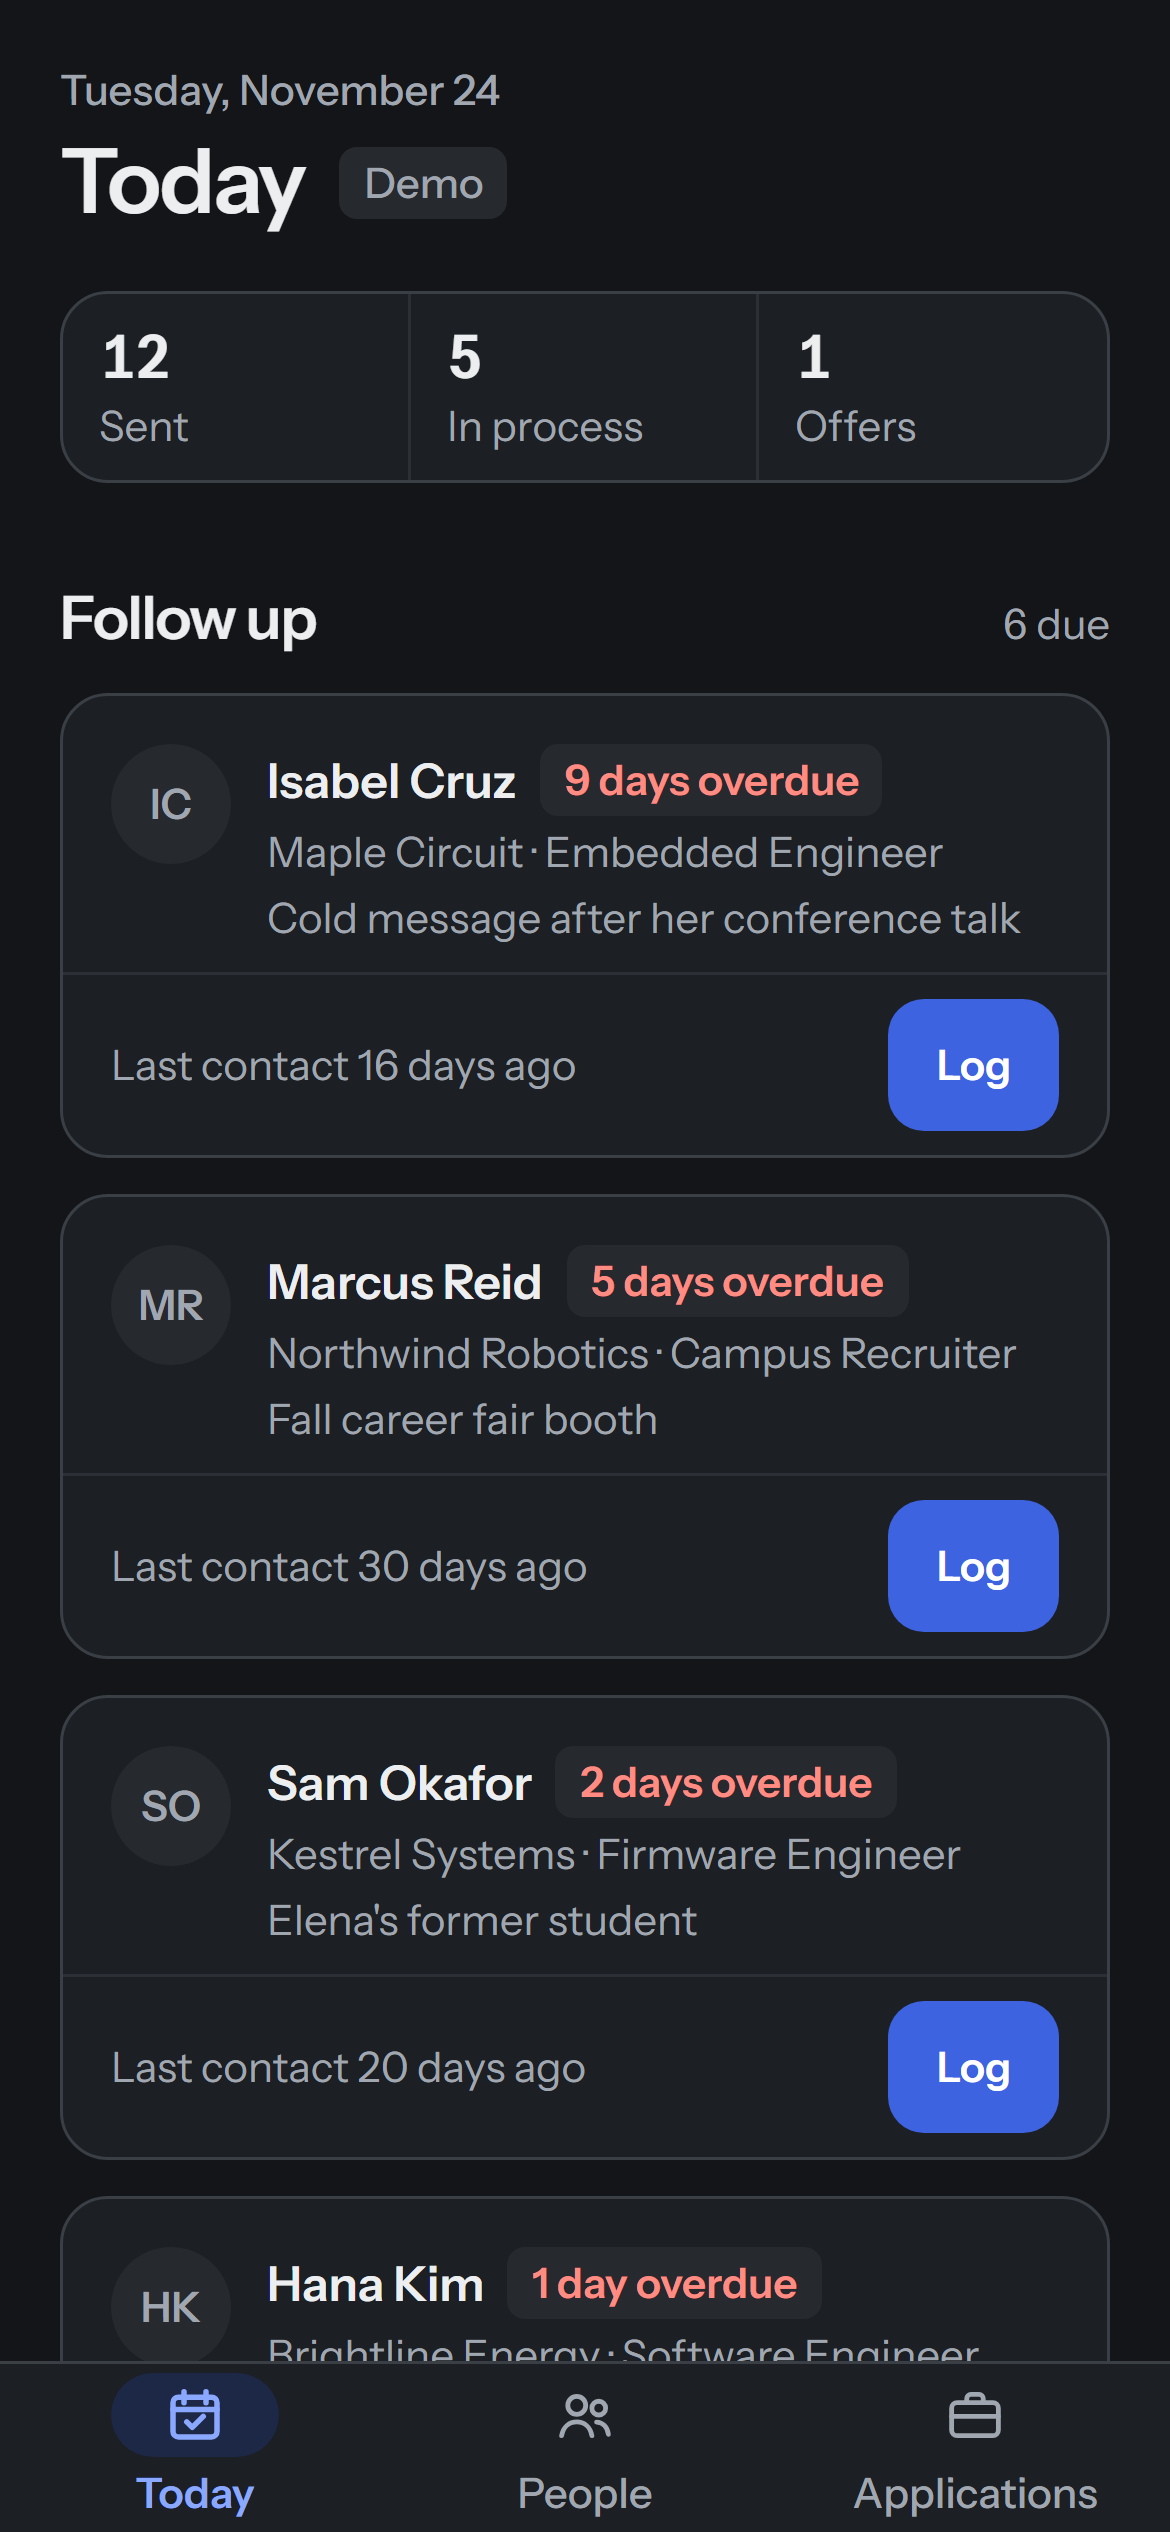 Tuesday, November 24
Today Demo
12 5 1
Sent In process Offers
Follow up 6 due
IC Isabel Cruz 9 days overdue
Maple Circuit · Embedded Engineer
Cold message after her conference talk
Last contact 16 days ago Log
MR Marcus Reid 5 days overdue
Northwind Robotics · Campus Recruiter
Fall career fair booth
Last contact 30 days ago Log
SO Sam Okafor 2 days overdue
Kestrel Systems · Firmware Engineer
Elena's former student
Last contact 20 days ago Log
HK Hana Kim 1 day overdue
Brightline Energy · Software Engineer
Today People Applications